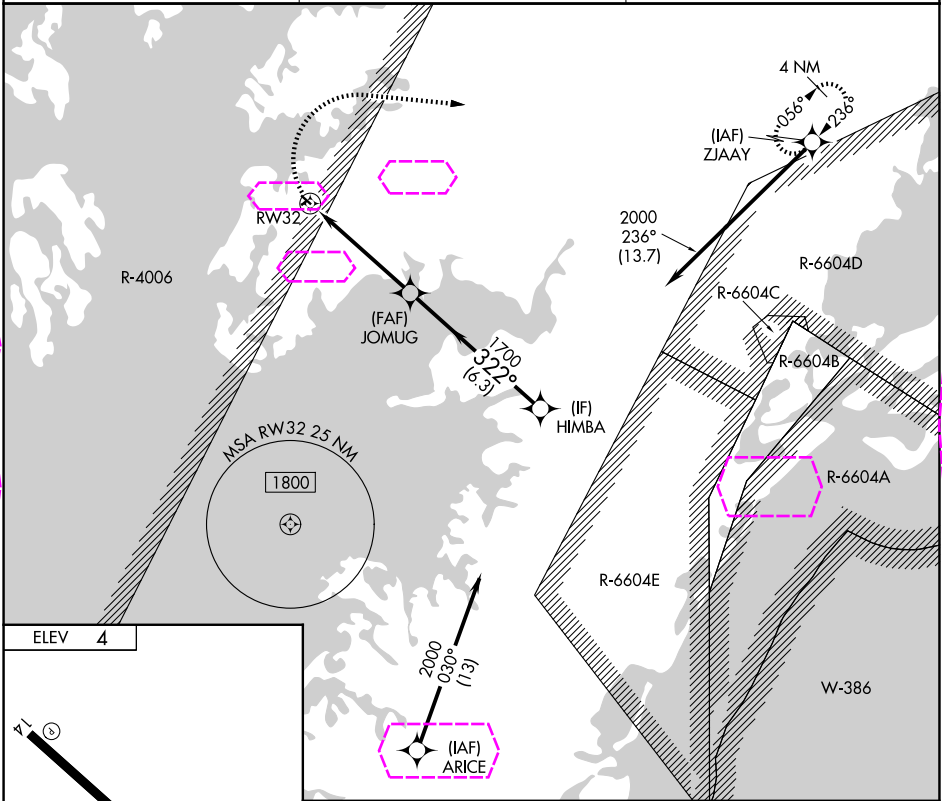 4 NM
056°
236°
(IAF)
ZJAAY
RW32
2000
236°
(13.7)
R-4006
R-6604D
R-6604C
(FAF)
JOMUG
1700
322°
(6.3)
R-6604B
(IF)
HIMBA
MSA RW32 25 NM
1800
R-6604A
R-6604E
2000
030°
(13)
ELEV 4
W-386
14
P
(IAF)
ARICE